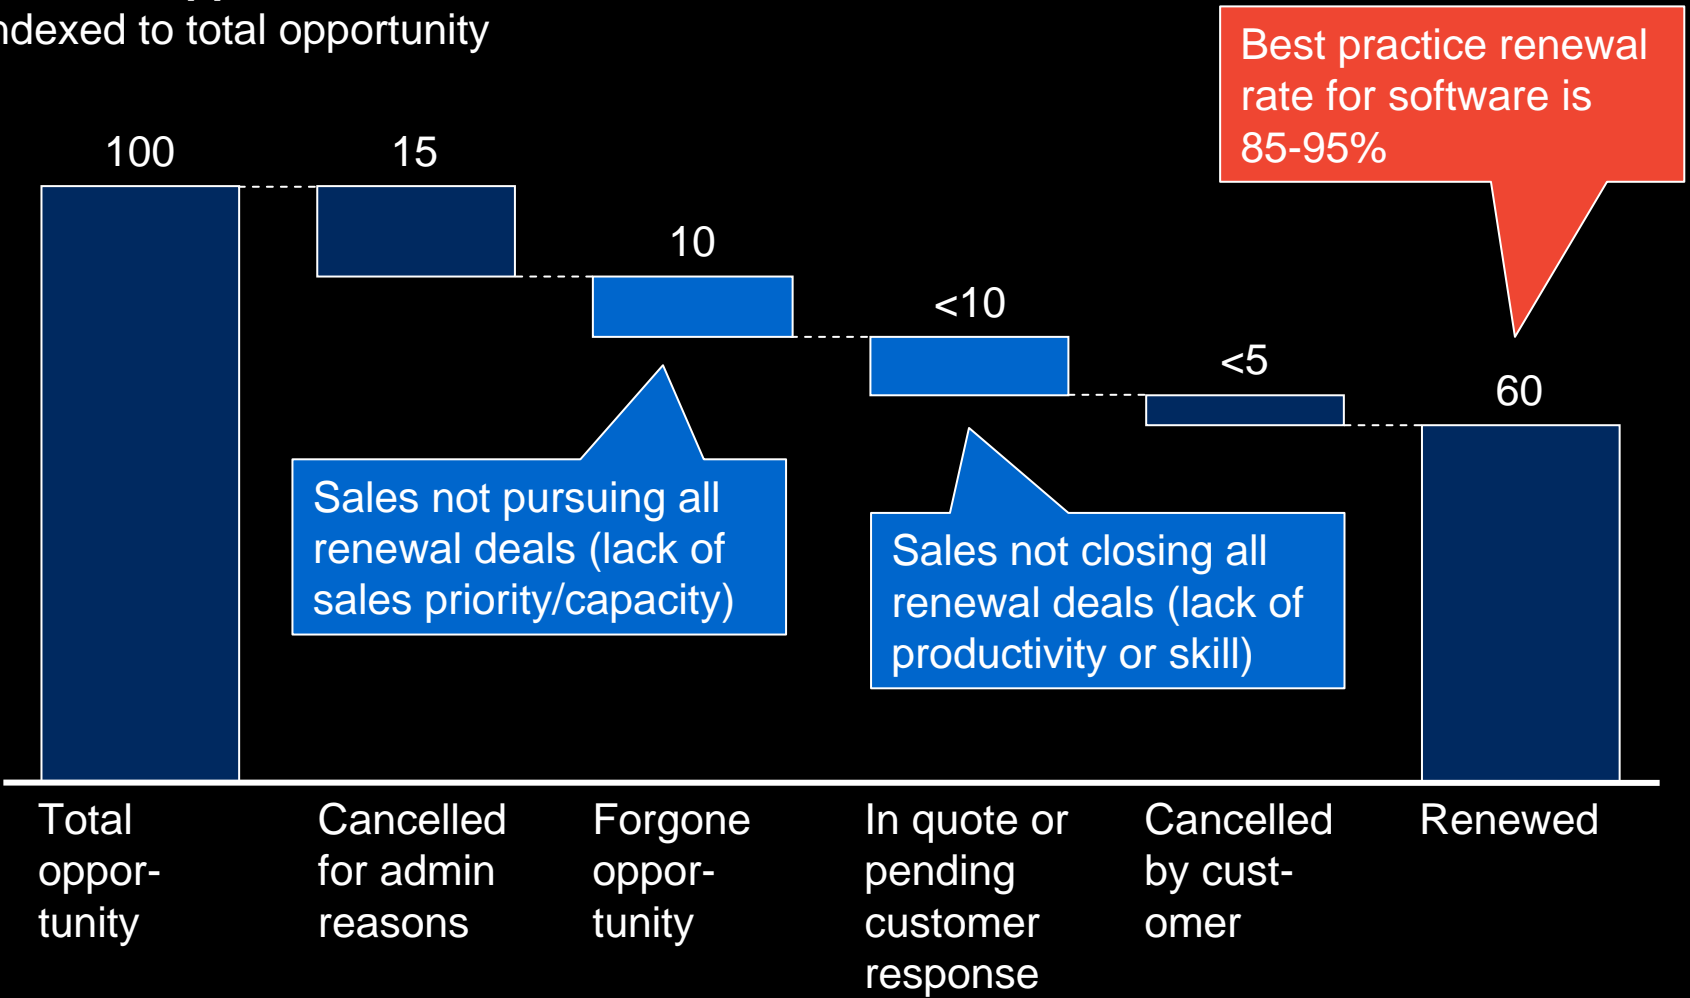 ndexed to total opportunity
Best practice renewal
rate for software is
85-95%
100
15
10
<10
<5
60
Sales not pursuing all
renewal deals (lack of
sales priority/capacity)
Sales not closing all
renewal deals (lack of
productivity or skill)
Total
oppor-
tunity
Cancelled
for admin
reasons
Forgone
oppor-
tunity
In quote or
pending
customer
response
Cancelled
by cust-
omer
Renewed